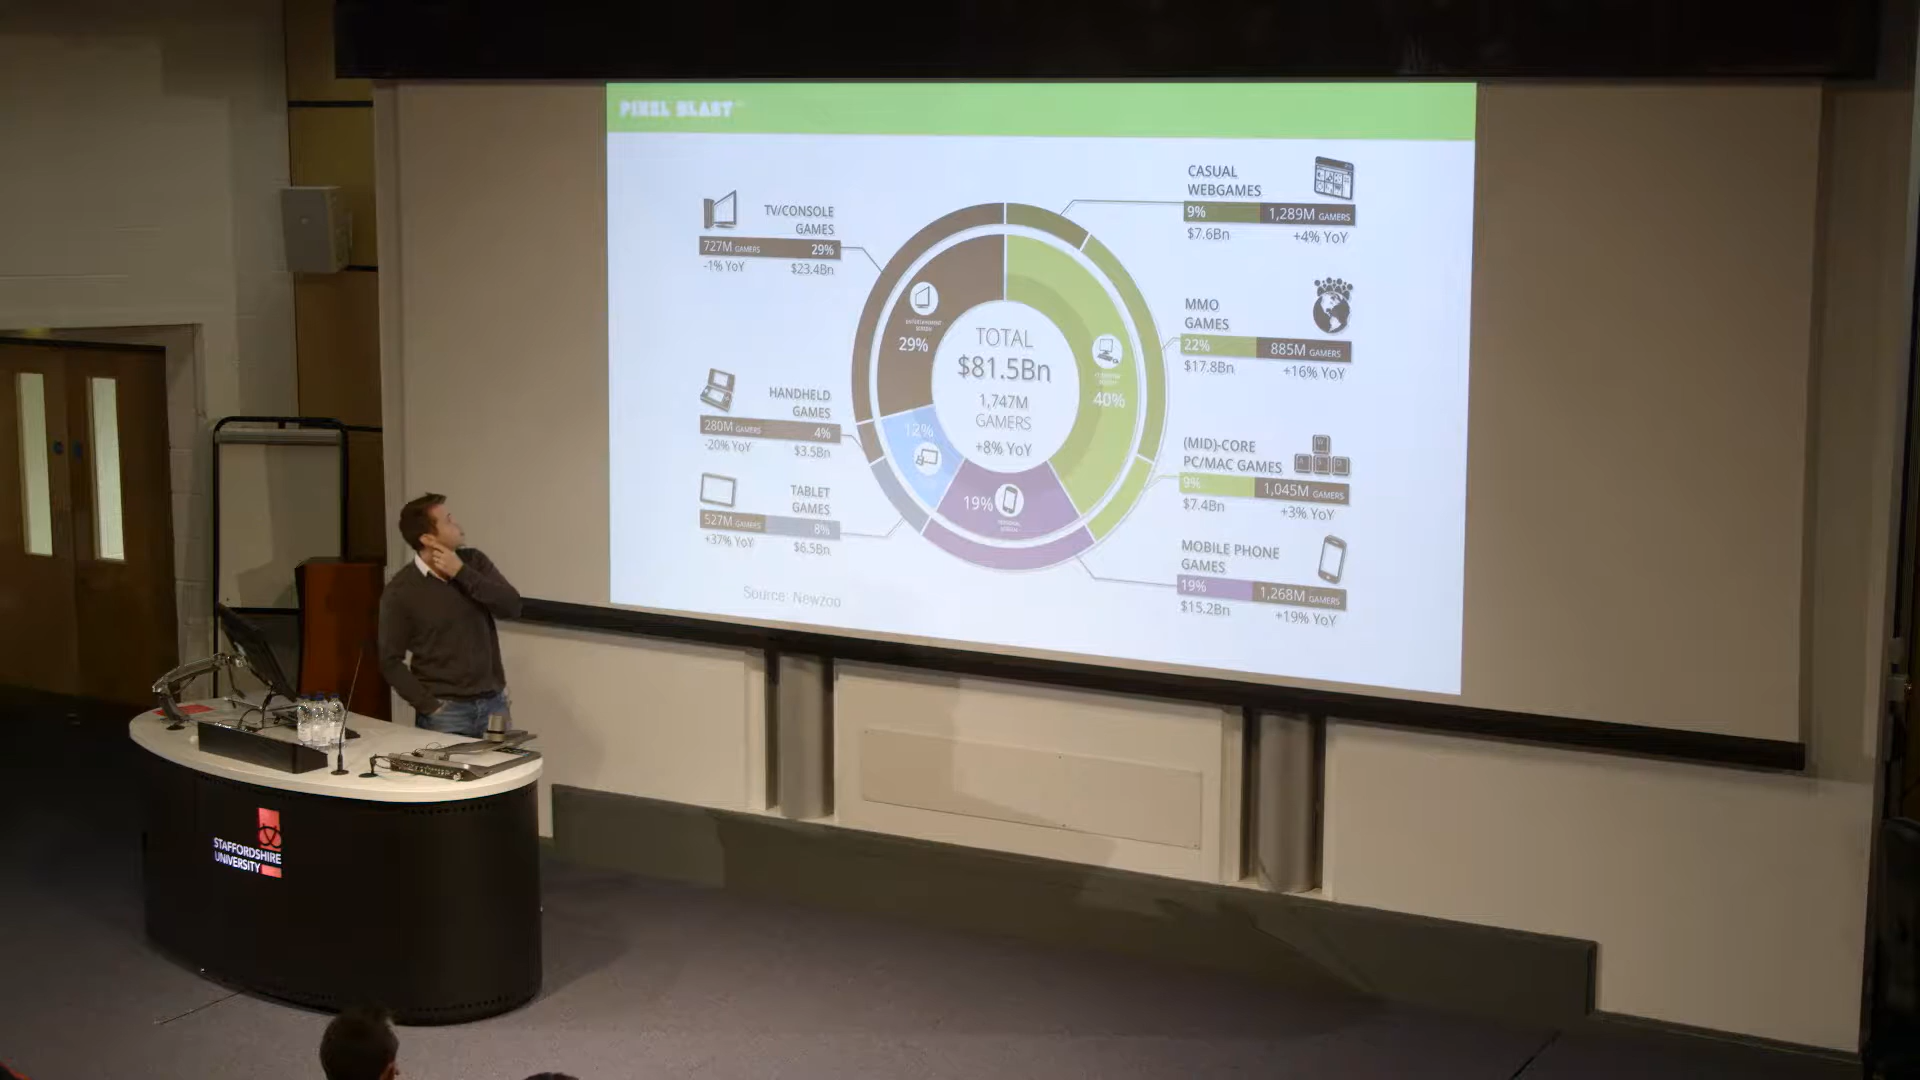 PIXEL BLAST
TV/CONSOLE
GAMES
727M GAMERS 29%
-1% YoY $23.4Bn
HANDHELD
GAMES
280M GAMERS 4%
-20% YoY $3.5Bn
TABLET
GAMES
527M GAMERS 8%
+37% YoY $6.5Bn
Source: Newzoo
ENTERTAINMENT
SCREEN
29%
TOTAL
$81.5Bn
1,747M
GAMERS
+8% YoY
40%
12%
19%
PERSONAL
SCREEN
CASUAL
WEBGAMES
9% 1,289M GAMERS
$7.6Bn +4% YoY
MMO
GAMES
22% 885M GAMERS
$17.8Bn +16% YoY
(MID)-CORE
PC/MAC GAMES
9% 1,045M GAMERS
$7.4Bn +3% YoY
MOBILE PHONE
GAMES
19% 1,268M GAMERS
$15.2Bn +19% YoY
STAFFORDSHIRE
UNIVERSITY